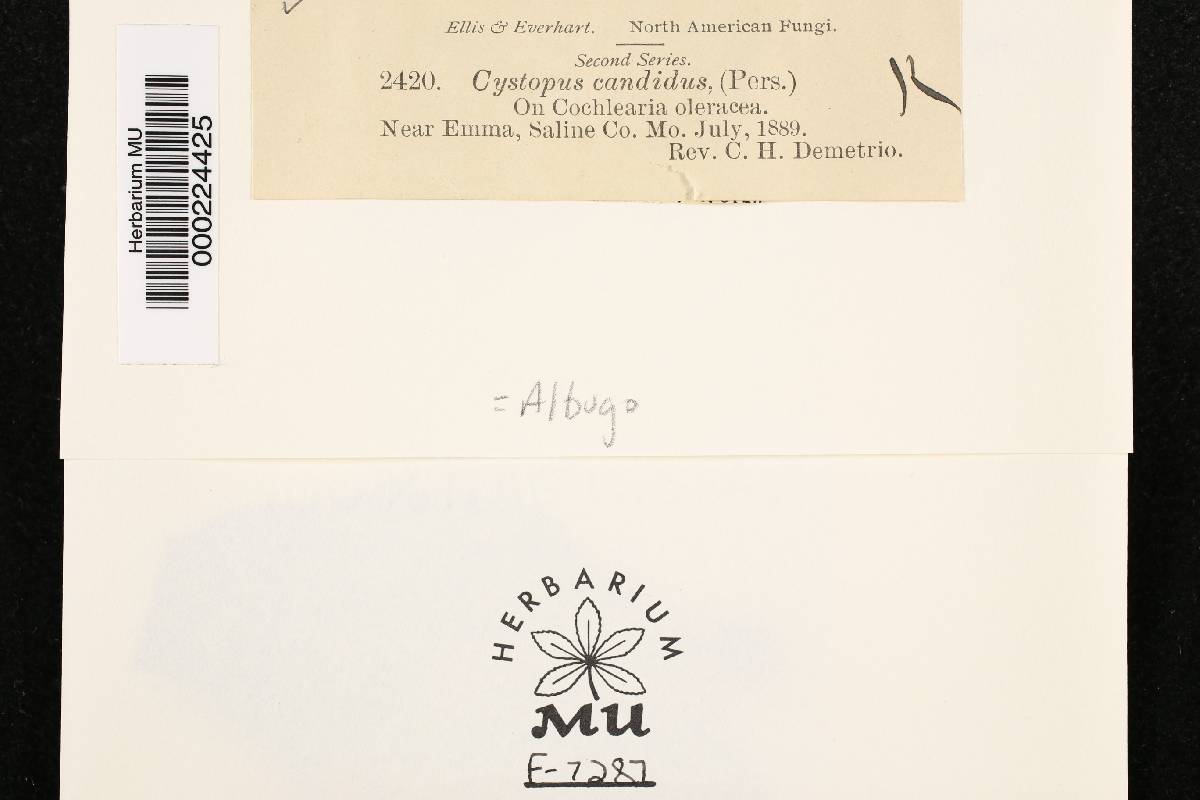 Ellis & Everhart. North American Fungi.
Second Series.
2420. Cystopus candidus, (Pers.)
On Cochlearia oleracea.
Near Emma, Saline Co. Mo. July, 1889.
Rev. C. H. Demetrio.
Herbarium MU
000224425
= Albugo
HERBARIUM
MU
F-7287